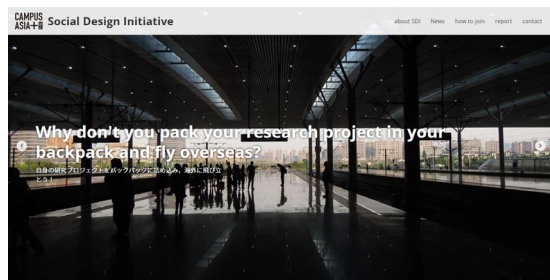 CAMPUS
ASIA+
Social Design Initiative
about SDI
News
how to join
report
contact
Why don't you pack your research project in your
backpack and fly overseas?
自身の研究プロジェクトをバックパックに詰め込み、海外に飛び立
とう！